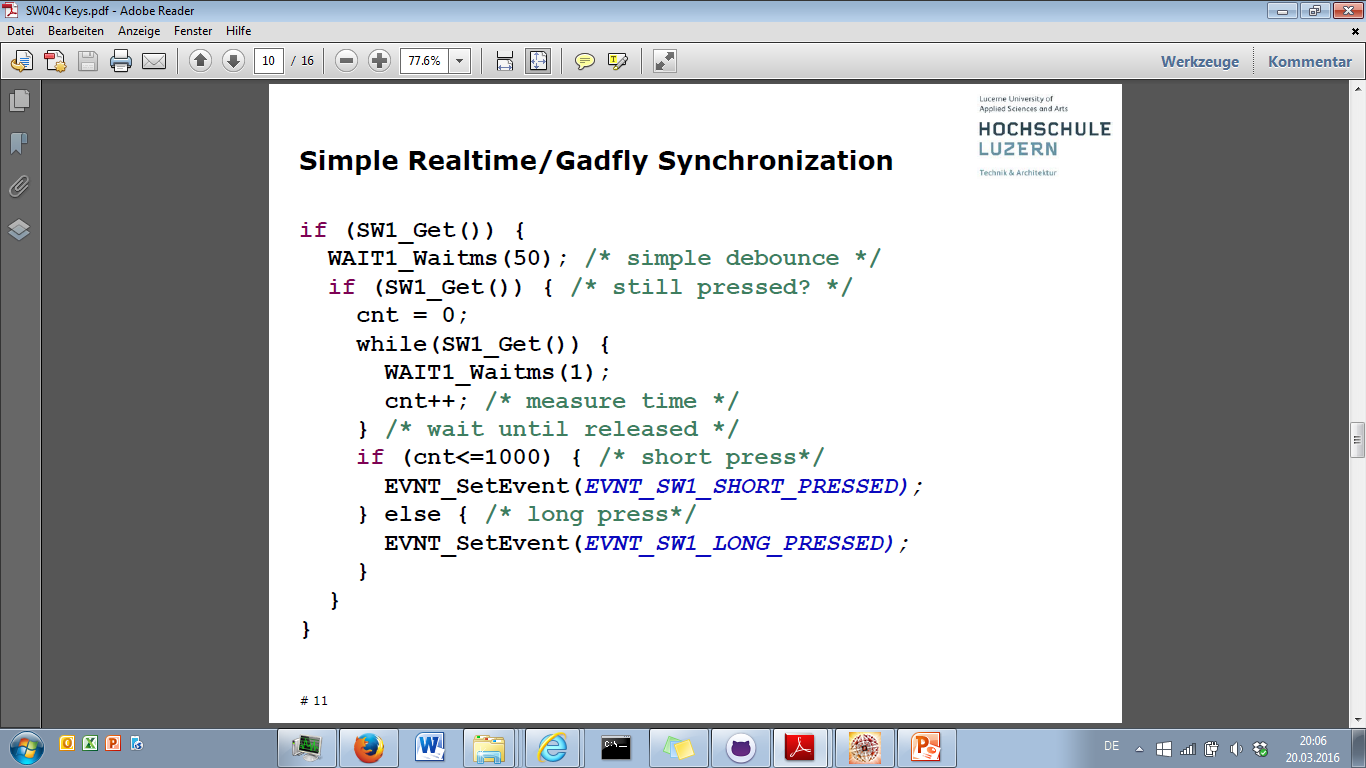 SW04c Keys.pdf - Adobe Reader
Datei Bearbeiten Anzeige Fenster Hilfe
10 / 16 77.6% Werkzeuge Kommentar
Lucerne University of
Applied Sciences and Arts
HOCHSCHULE
LUZERN
Technik & Architektur
Simple Realtime/Gadfly Synchronization
if (SW1_Get()) {
WAIT1_Waitms(50); /* simple debounce */
if (SW1_Get()) { /* still pressed? */
cnt = 0;
while(SW1_Get()) {
WAIT1_Waitms(1);
cnt++; /* measure time */
} /* wait until released */
if (cnt<=1000) { /* short press*/
EVNT_SetEvent(EVNT_SW1_SHORT_PRESSED);
} else { /* long press*/
EVNT_SetEvent(EVNT_SW1_LONG_PRESSED);
}
}
}
# 11
DE
20:06
20.03.2016